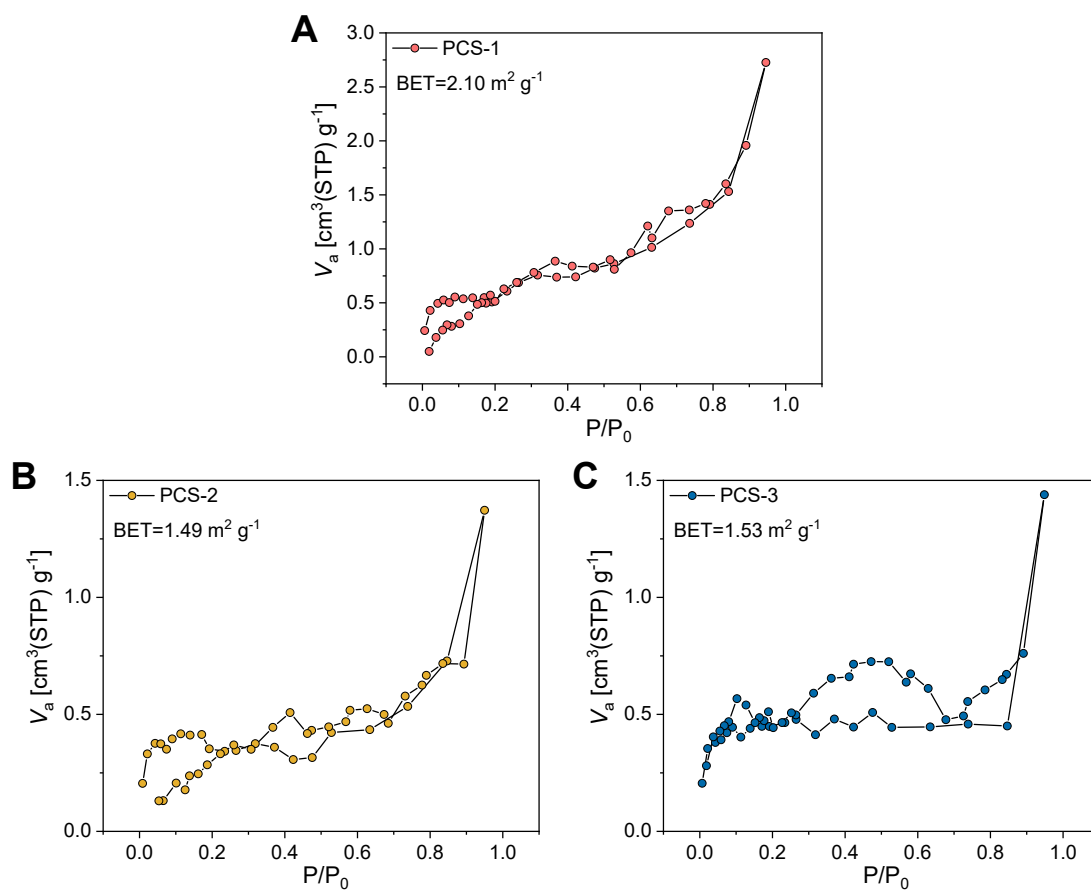 A
PCS-1
BET=2.10 m² g⁻¹
Vₐ [cm³(STP) g⁻¹]
3.0
2.5
2.0
1.5
1.0
0.5
0.0
0.0 0.2 0.4 0.6 0.8 1.0
P/P₀
B
PCS-2
BET=1.49 m² g⁻¹
Vₐ [cm³(STP) g⁻¹]
1.5
1.0
0.5
0.0
0.0 0.2 0.4 0.6 0.8 1.0
P/P₀
C
PCS-3
BET=1.53 m² g⁻¹
Vₐ [cm³(STP) g⁻¹]
1.5
1.0
0.5
0.0
0.0 0.2 0.4 0.6 0.8 1.0
P/P₀